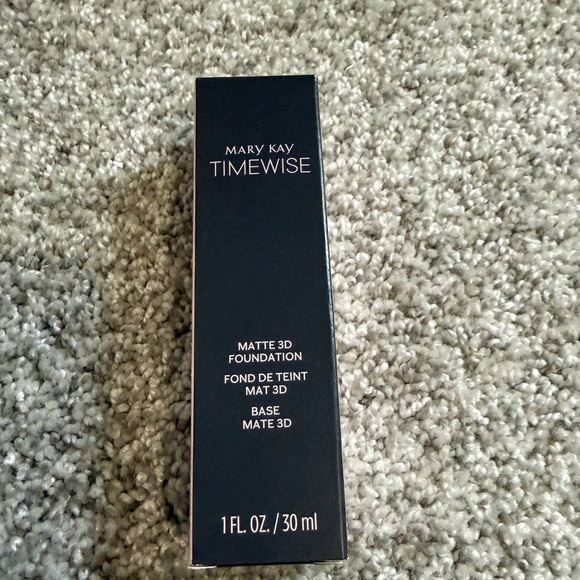 MARY KAY
TIMEWISE
MATTE 3D
FOUNDATION
FOND DE TEINT
MAT 3D
BASE
MATE 3D
1 FL. OZ. / 30 ml